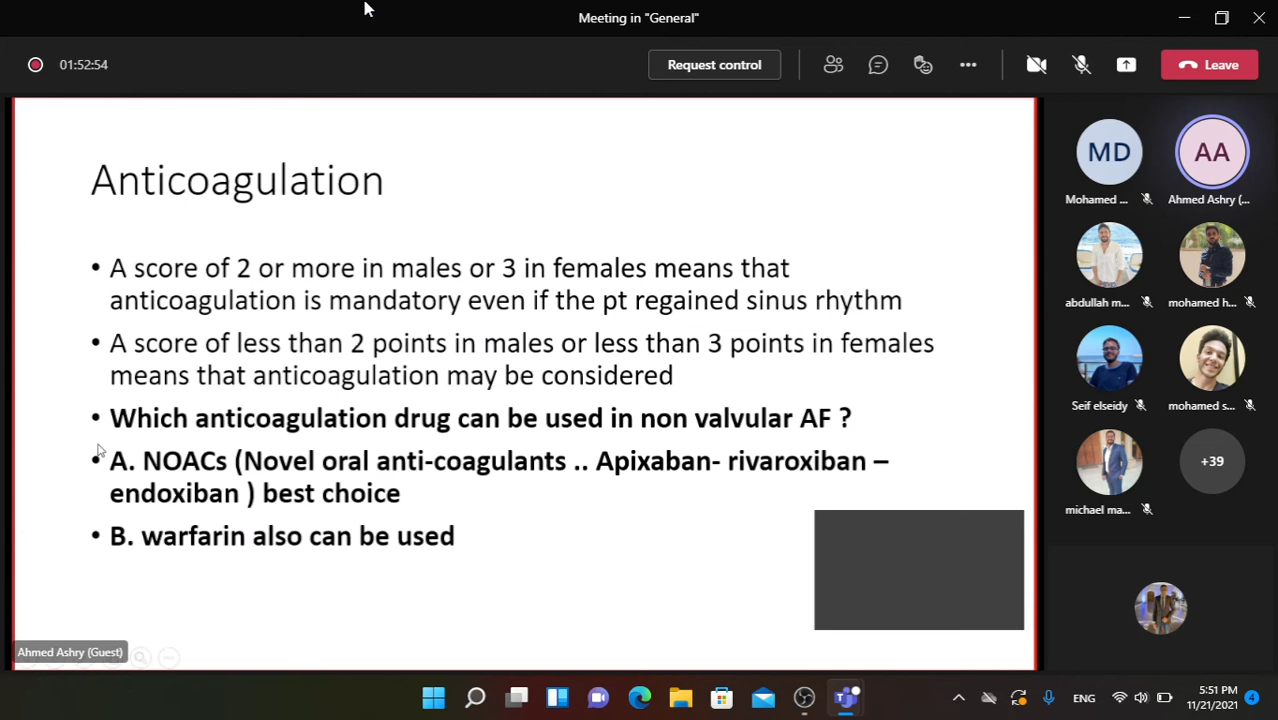 Meeting in "General"
01:52:54
Request control
Leave
Anticoagulation
• A score of 2 or more in males or 3 in females means that
anticoagulation is mandatory even if the pt regained sinus rhythm
• A score of less than 2 points in males or less than 3 points in females
means that anticoagulation may be considered
• Which anticoagulation drug can be used in non valvular AF ?
• A. NOACs (Novel oral anti-coagulants .. Apixaban- rivaroxiban –
endoxiban ) best choice
• B. warfarin also can be used
Ahmed Ashry (Guest)
MD
AA
Mohamed ...
Ahmed Ashry (...
abdullah m...
mohamed h...
Seif elseidy
mohamed s...
michael ma...
+39
ENG
5:51 PM
11/21/2021
4